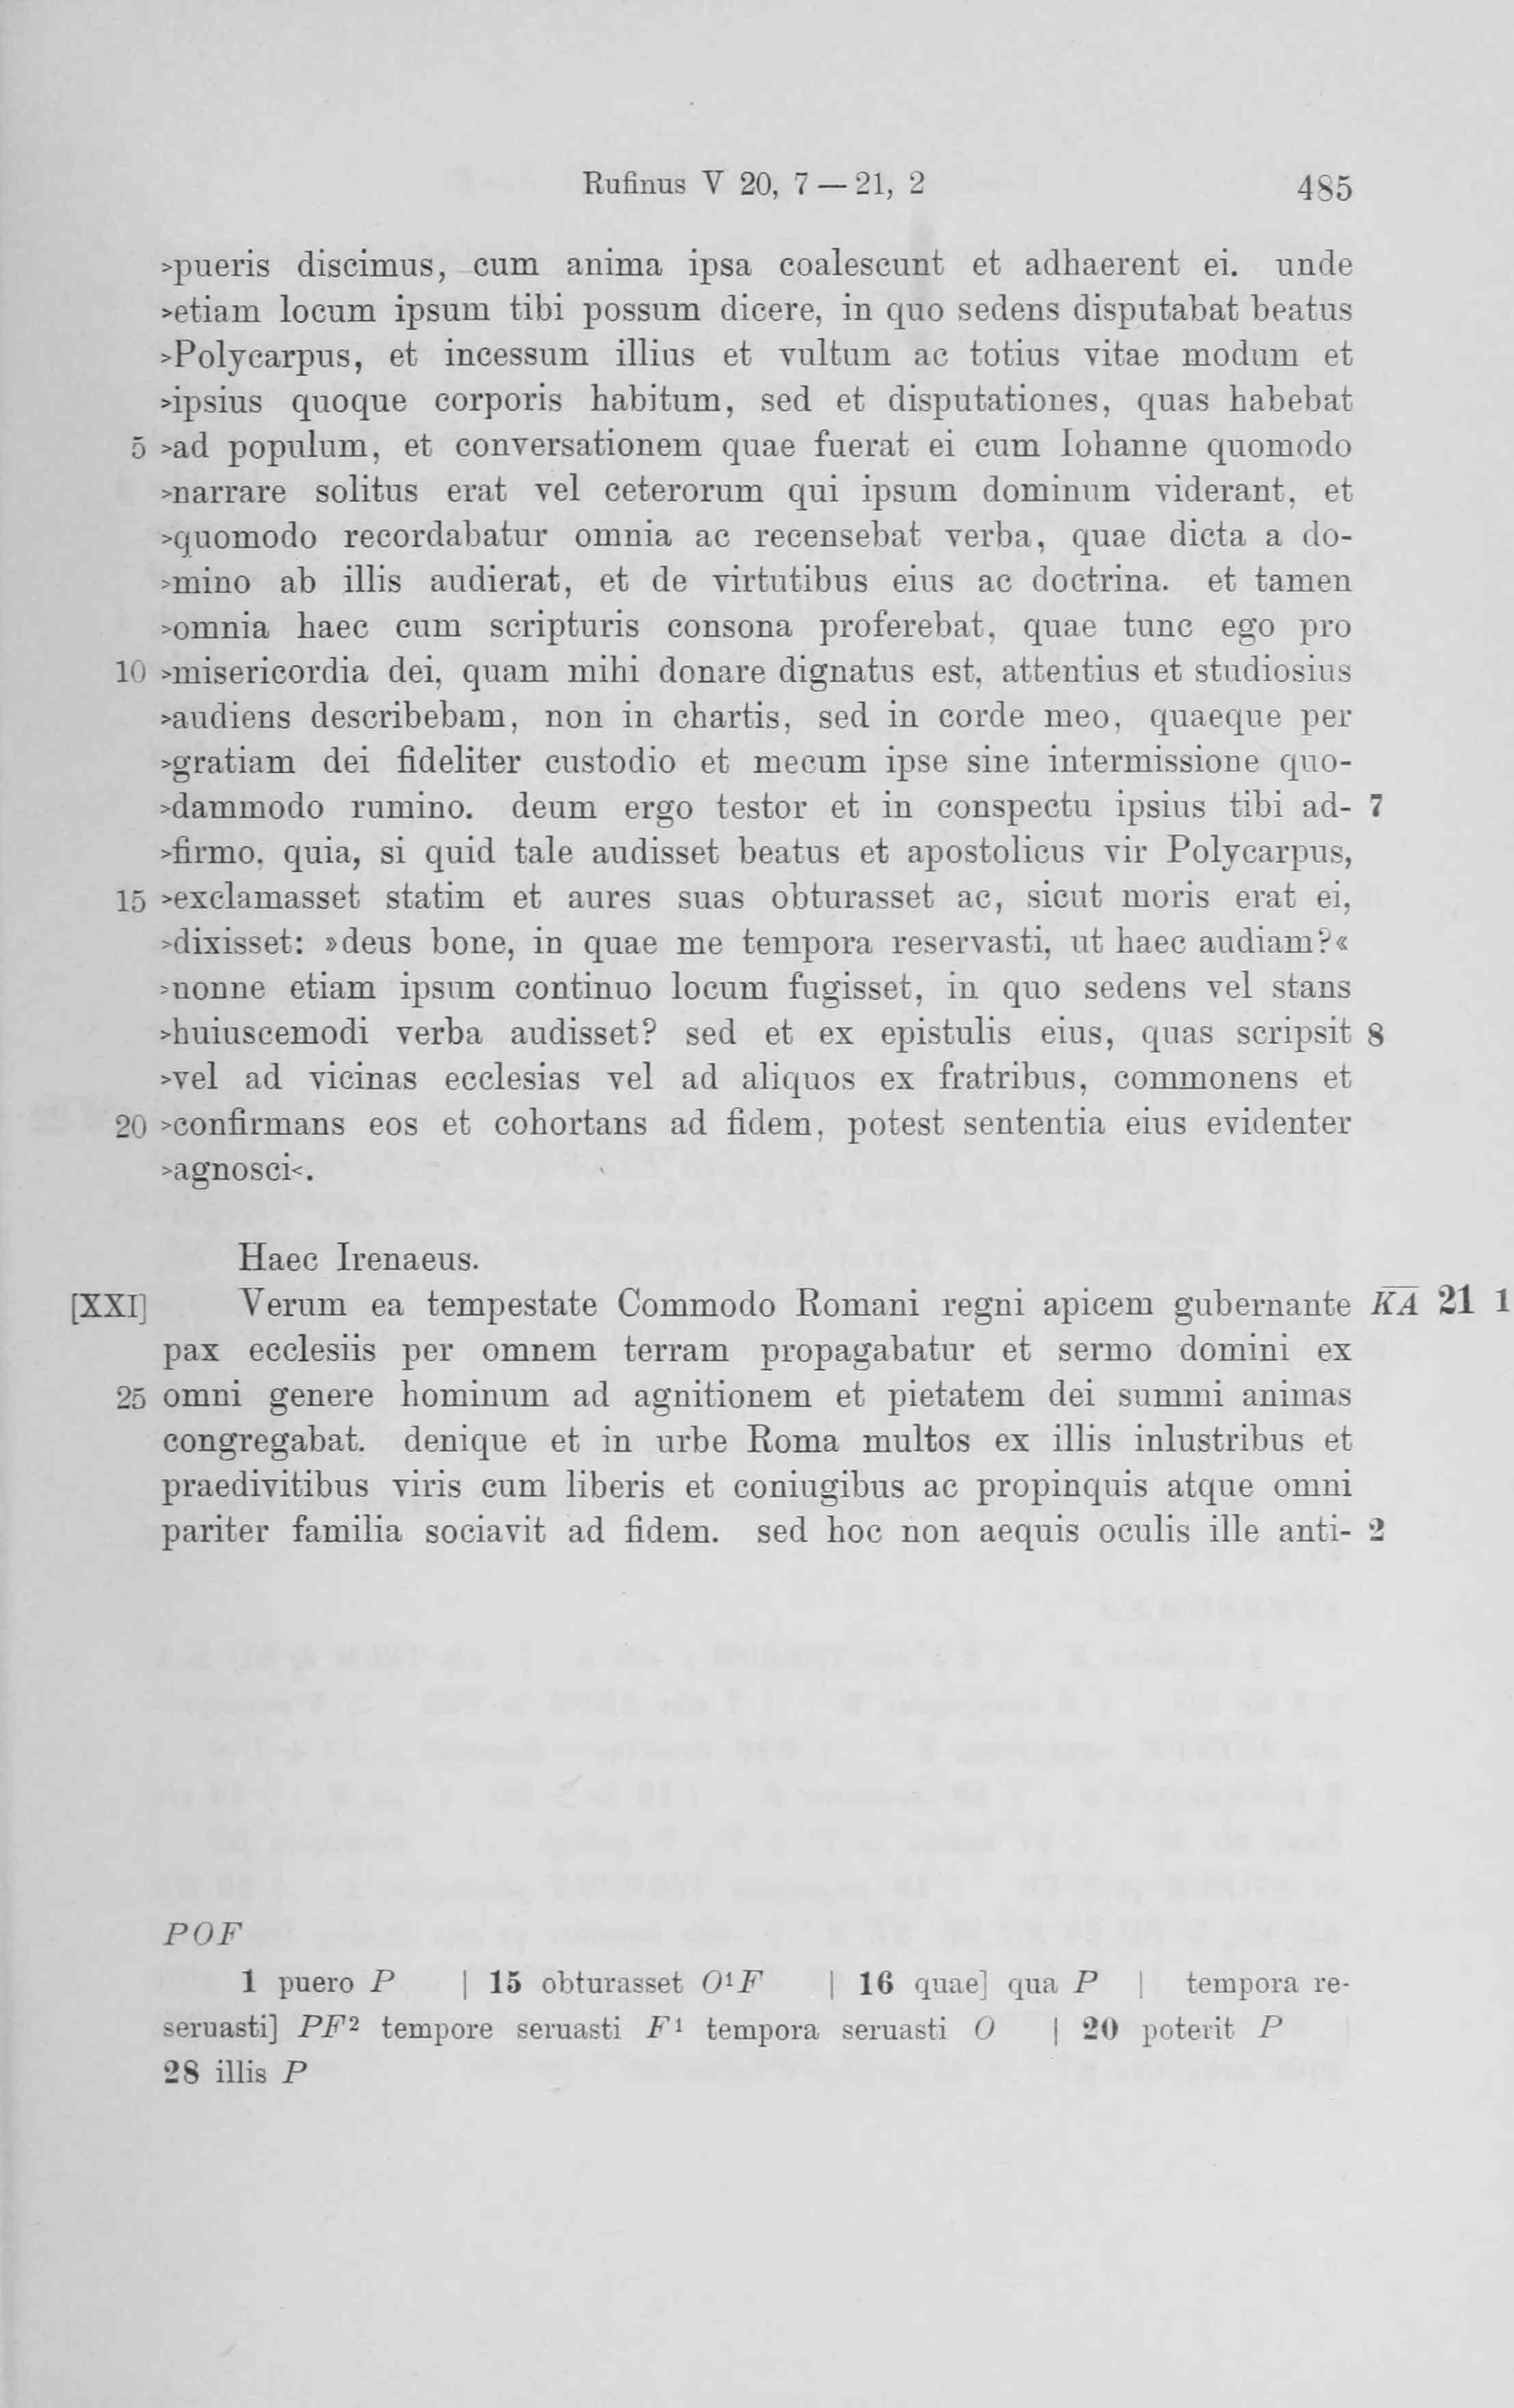 Rufinus V 20, 7 — 21, 2 485
>pueris discimus, cum anima ipsa coalescunt et adhaerent ei. unde
>etiam locum ipsum tibi possum dicere, in quo sedens disputabat beatus
>Polycarpus, et incessum illius et vultum ac totius vitae modum et
>ipsius quoque corporis habitum, sed et disputationes, quas habebat
5 >ad populum, et conversationem quae fuerat ei cum Iohanne quomodo
>narrare solitus erat vel ceterorum qui ipsum dominum viderant, et
>quomodo recordabatur omnia ac recensebat verba, quae dicta a do-
>mino ab illis audierat, et de virtutibus eius ac doctrina. et tamen
>omnia haec cum scripturis consona proferebat, quae tunc ego pro
10 >misericordia dei, quam mihi donare dignatus est, attentius et studiosius
>audiens describebam, non in chartis, sed in corde meo, quaeque per
>gratiam dei fideliter custodio et mecum ipse sine intermissione quo-
>dammodo rumino. deum ergo testor et in conspectu ipsius tibi ad- 7
>firmo, quia, si quid tale audisset beatus et apostolicus vir Polycarpus,
15 >exclamasset statim et aures suas obturasset ac, sicut moris erat ei,
>dixisset: »deus bone, in quae me tempora reservasti, ut haec audiam?«
>nonne etiam ipsum continuo locum fugisset, in quo sedens vel stans
>huiuscemodi verba audisset? sed et ex epistulis eius, quas scripsit 8
>vel ad vicinas ecclesias vel ad aliquos ex fratribus, commonens et
20 >confirmans eos et cohortans ad fidem, potest sententia eius evidenter
>agnosci<.
Haec Irenaeus.
[XXI] Verum ea tempestate Commodo Romani regni apicem gubernante K̅A̅ 21 1
pax ecclesiis per omnem terram propagabatur et sermo domini ex
25 omni genere hominum ad agnitionem et pietatem dei summi animas
congregabat. denique et in urbe Roma multos ex illis inlustribus et
praedivitibus viris cum liberis et coniugibus ac propinquis atque omni
pariter familia sociavit ad fidem. sed hoc non aequis oculis ille anti- 2
POF
1 puero P | 15 obturasset O¹F | 16 quae] qua P | tempora re-
seruasti] PF² tempore seruasti F¹ tempora seruasti O | 20 poterit P
28 illis P